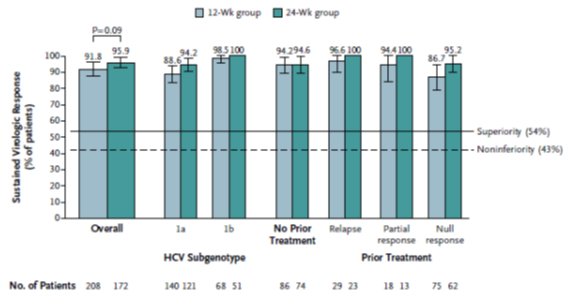 12-Wk group 24-Wk group
P=0.09
91.8 95.9 88.6 94.2 98.5 100 94.2 94.6 96.6 100 94.4 100 86.7 95.2
Sustained Virologic Response
(% of patients)
100
90
80
70
60
50
40
30
20
10
0
Superiority (54%)
Noninferiority (43%)
Overall 1a 1b No Prior Treatment Relapse Partial response Null response
HCV Subgenotype Prior Treatment
No. of Patients 208 172 140 121 68 51 86 74 29 23 18 13 75 62